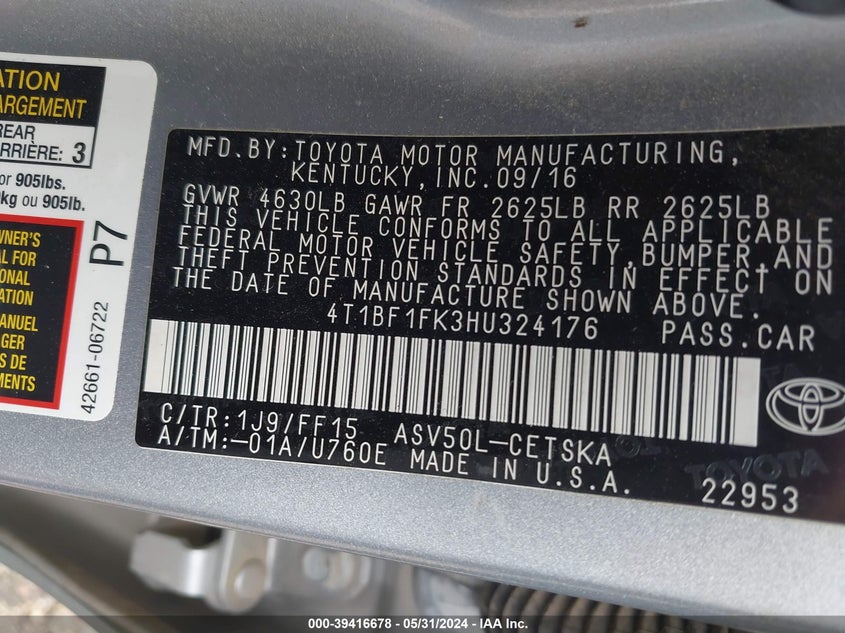 ATION
ARGEMENT
REAR
RRIÈRE: 3
or 905lbs.
kg ou 905lb.
WNER'S
AL FOR
IONAL
ATION
MANUEL
GER
S DE
MENTS
42661-06722
P7
MFD.BY:TOYOTA MOTOR MANUFACTURING,
KENTUCKY,INC.09/16
GVWR 4630LB GAWR FR 2625LB RR 2625LB
THIS VEHICLE CONFORMS TO ALL APPLICABLE
FEDERAL MOTOR VEHICLE SAFETY,BUMPER,AND
THEFT PREVENTION STANDARDS IN EFFECT ON
THE DATE OF MANUFACTURE SHOWN ABOVE.
4T1BF1FK3HU324176 PASS.CAR
C/TR:1J9/FF15 ASV50L-CETSKA
A/TM:-01A/U760E MADE IN U.S.A.
TOYOTA
22953
000-39416678 - 05/31/2024 - IAA Inc.